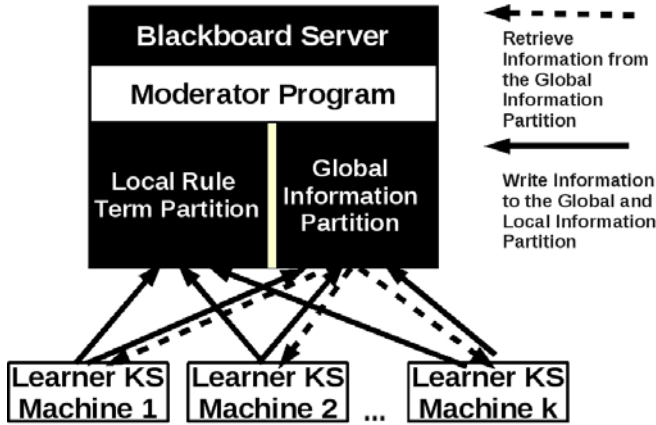 Blackboard Server
Moderator Program
Local Rule
Term Partition
Global
Information
Partition
Retrieve
Information from
the Global
Information
Partition
Write Information
to the Global and
Local Information
Partition
Learner KS
Machine 1
Learner KS
Machine 2
...
Learner KS
Machine k